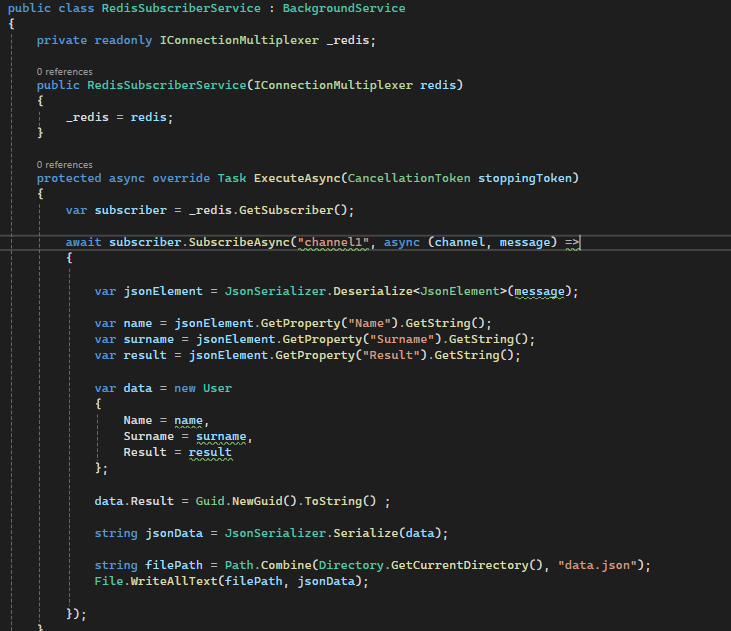 public class RedisSubscriberService : BackgroundService
{
private readonly IConnectionMultiplexer _redis;
0 references
public RedisSubscriberService(IConnectionMultiplexer redis)
{
_redis = redis;
}
0 references
protected async override Task ExecuteAsync(CancellationToken stoppingToken)
{
var subscriber = _redis.GetSubscriber();
await subscriber.SubscribeAsync("channel1", async (channel, message) =>
{
var jsonElement = JsonSerializer.Deserialize<JsonElement>(message);
var name = jsonElement.GetProperty("Name").GetString();
var surname = jsonElement.GetProperty("Surname").GetString();
var result = jsonElement.GetProperty("Result").GetString();
var data = new User
{
Name = name,
Surname = surname,
Result = result
};
data.Result = Guid.NewGuid().ToString() ;
string jsonData = JsonSerializer.Serialize(data);
string filePath = Path.Combine(Directory.GetCurrentDirectory(), "data.json");
File.WriteAllText(filePath, jsonData);
});
}